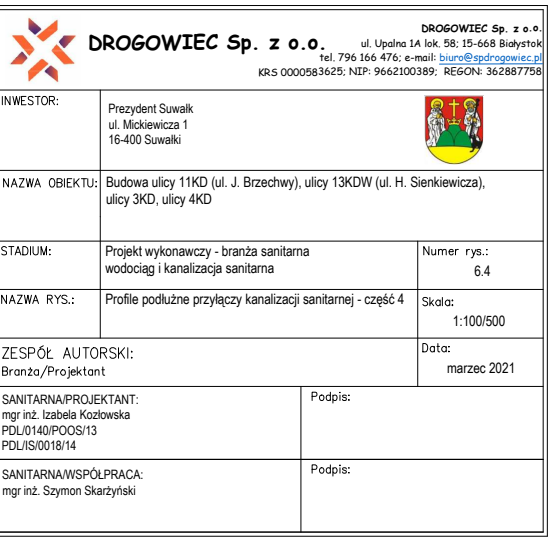 DROGOWIEC Sp. z o.o.
DROGOWIEC Sp. z o.o.
ul. Upalna 1A lok. 58; 15-668 Białystok
tel. 796 166 476; e-mail: biuro@spdrogowiec.pl
KRS 0000583625; NIP: 9662100389; REGON: 362887758
INWESTOR:
Prezydent Suwałk
ul. Mickiewicza 1
16-400 Suwałki
NAZWA OBIEKTU:
Budowa ulicy 11KD (ul. J. Brzechwy), ulicy 13KDW (ul. H. Sienkiewicza),
ulicy 3KD, ulicy 4KD
STADIUM:
Projekt wykonawczy - branża sanitarna
wodociąg i kanalizacja sanitarna
Numer rys.:
6.4
NAZWA RYS.:
Profile podłużne przyłączy kanalizacji sanitarnej - część 4
Skala:
1:100/500
ZESPÓŁ AUTORSKI:
Branża/Projektant
Data:
marzec 2021
SANITARNA/PROJEKTANT:
mgr inż. Izabela Kozłowska
PDL/0140/POOS/13
PDL/IS/0018/14
Podpis:
SANITARNA/WSPÓŁPRACA:
mgr inż. Szymon Skarżyński
Podpis: